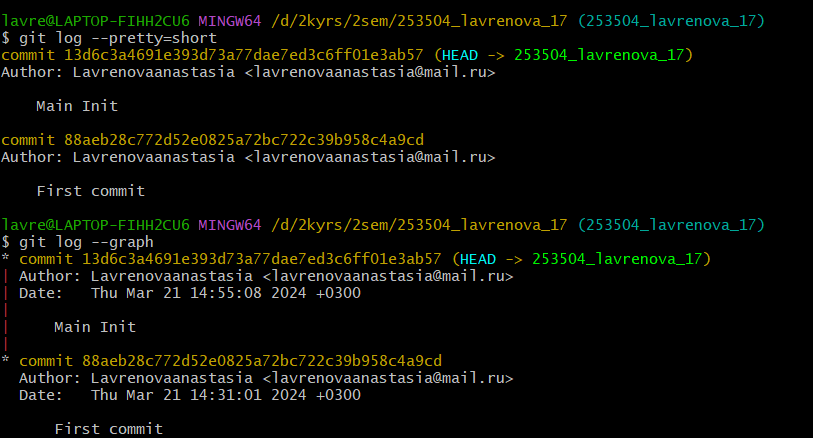 lavre@LAPTOP-FIHH2CU6 MINGW64 /d/2kyrs/2sem/253504_lavrenova_17 (253504_lavrenova_17)
$ git log --pretty=short
commit 13d6c3a4691e393d73a77dae7ed3c6ff01e3ab57 (HEAD -> 253504_lavrenova_17)
Author: Lavrenovaanastasia <lavrenovaanastasia@mail.ru>
    Main Init
commit 88aeb28c772d52e0825a72bc722c39b958c4a9cd
Author: Lavrenovaanastasia <lavrenovaanastasia@mail.ru>
    First commit
lavre@LAPTOP-FIHH2CU6 MINGW64 /d/2kyrs/2sem/253504_lavrenova_17 (253504_lavrenova_17)
$ git log --graph
* commit 13d6c3a4691e393d73a77dae7ed3c6ff01e3ab57 (HEAD -> 253504_lavrenova_17)
| Author: Lavrenovaanastasia <lavrenovaanastasia@mail.ru>
| Date:   Thu Mar 21 14:55:08 2024 +0300
|
|     Main Init
|
* commit 88aeb28c772d52e0825a72bc722c39b958c4a9cd
  Author: Lavrenovaanastasia <lavrenovaanastasia@mail.ru>
  Date:   Thu Mar 21 14:31:01 2024 +0300
      First commit